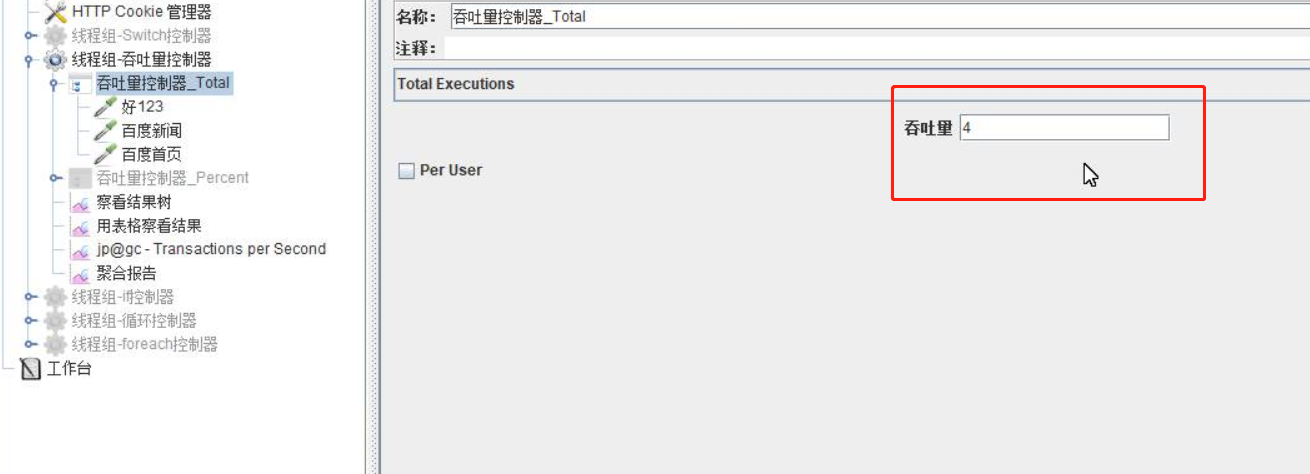 HTTP Cookie 管理器
线程组-Switch控制器
线程组-吞吐量控制器
吞吐量控制器_Total
好123
百度新闻
百度首页
吞吐量控制器_Percent
察看结果树
用表格察看结果
jp@gc - Transactions per Second
聚合报告
线程组-if控制器
线程组-循环控制器
线程组-foreach控制器
工作台
名称： 吞吐量控制器_Total
注释：
Total Executions
吞吐量 4
Per User